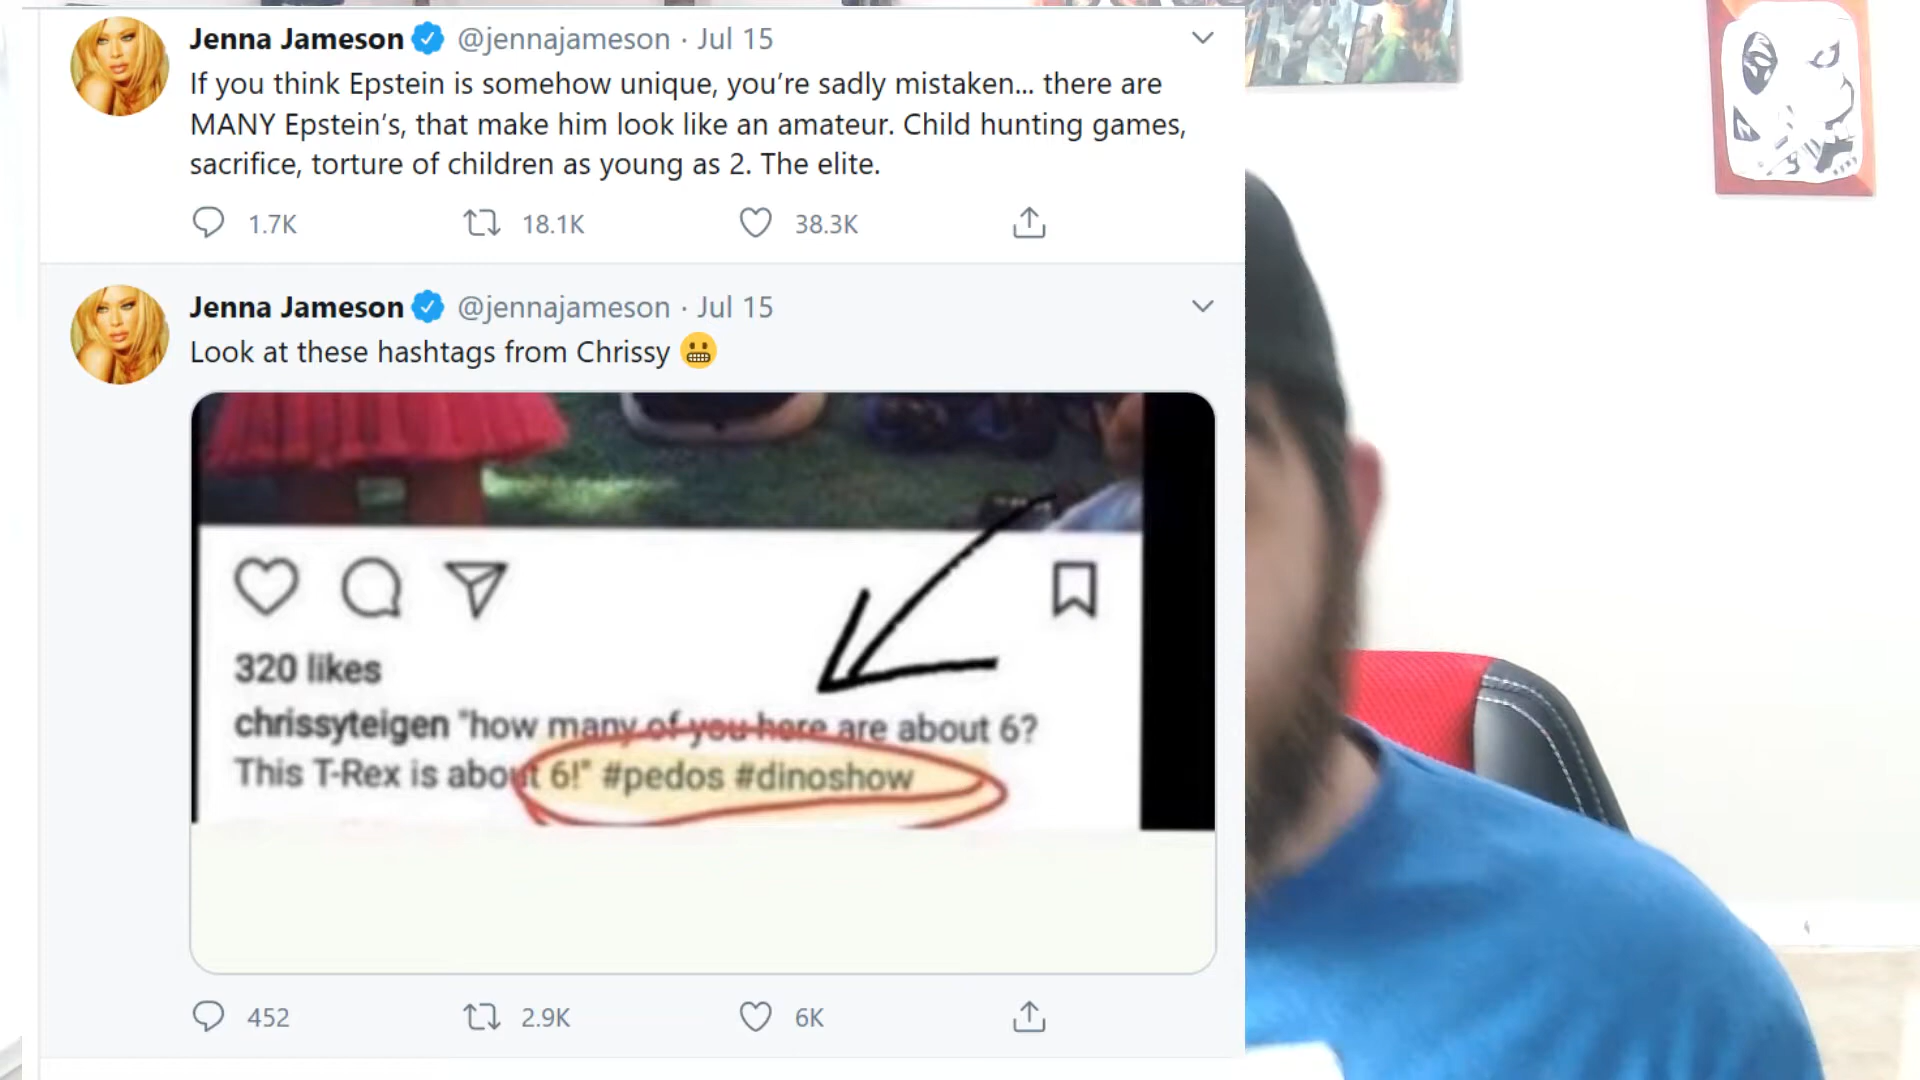 Jenna Jameson @jennajameson · Jul 15
If you think Epstein is somehow unique, you’re sadly mistaken... there are
MANY Epstein’s, that make him look like an amateur. Child hunting games,
sacrifice, torture of children as young as 2. The elite.
1.7K 18.1K 38.3K
Jenna Jameson @jennajameson · Jul 15
Look at these hashtags from Chrissy 😬
320 likes
chrissyteigen "how many of you here are about 6?
This T-Rex is about 6!" #pedos #dinoshow
452 2.9K 6K